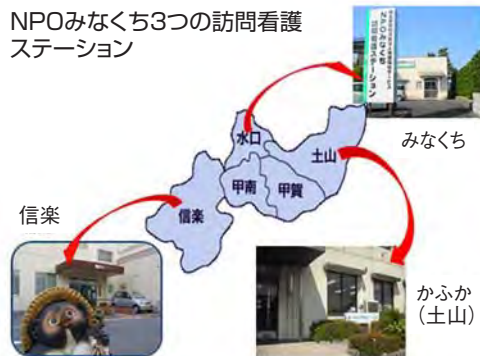 NPOみなくち3つの訪問看護
ステーション
NPOみなくち
訪問看護ステーション
みなくち
水口
土山
甲南
甲賀
信楽
信楽
かふか
(土山)